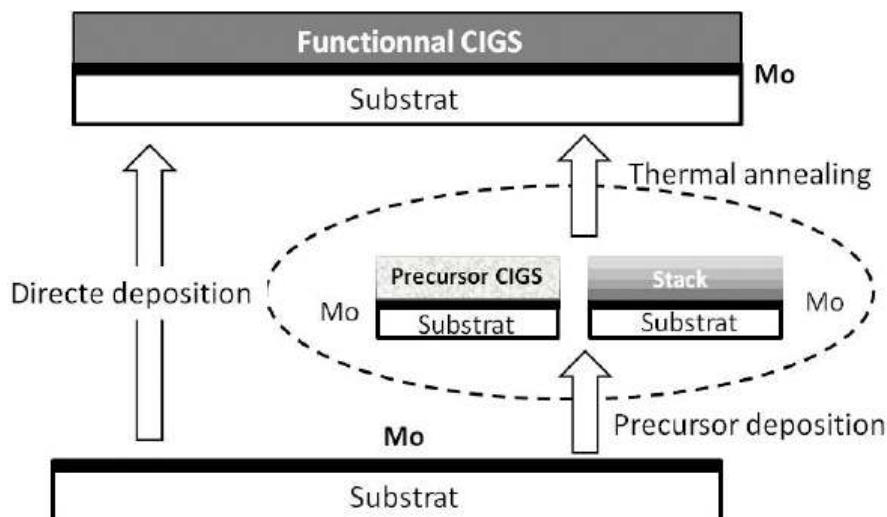 Functionnal CIGS
Mo
Substrat
Thermal annealing
Directe deposition
Precursor CIGS
Stack
Mo
Substrat
Substrat
Mo
Precursor deposition
Mo
Substrat